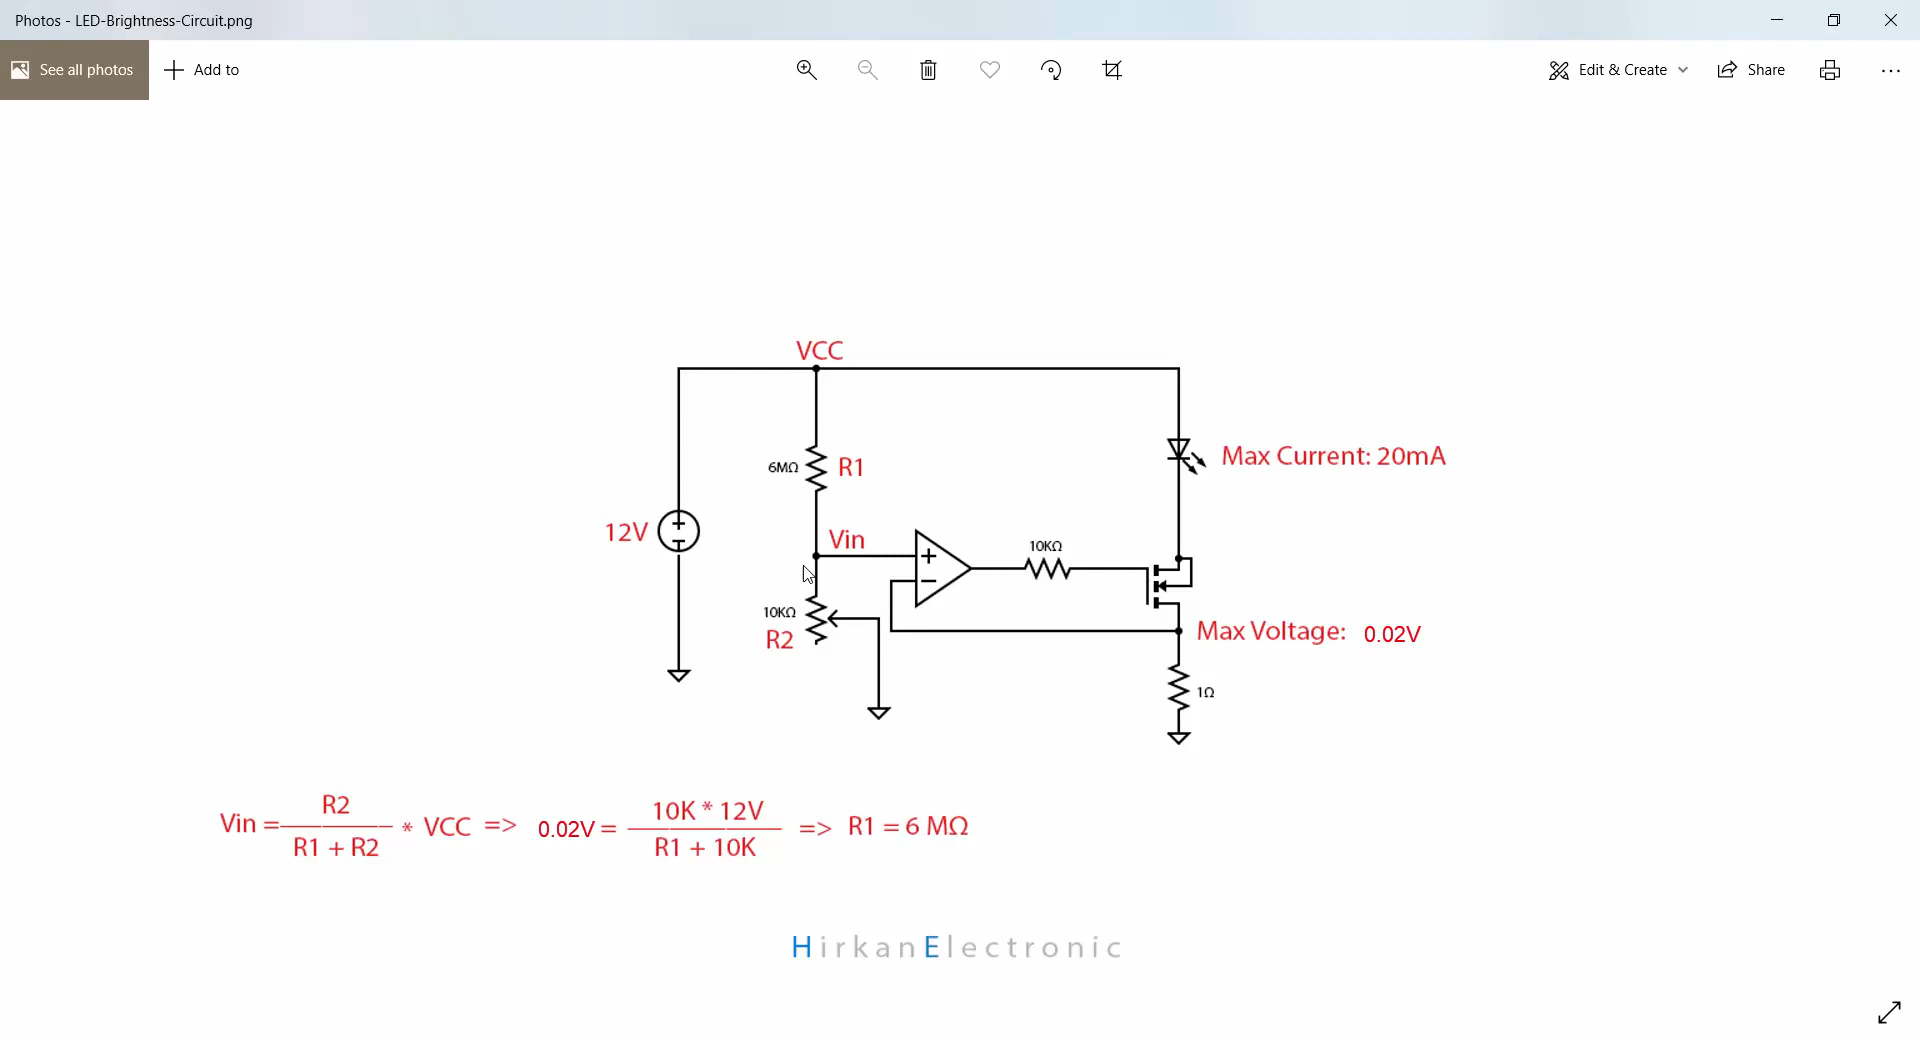 Photos - LED-Brightness-Circuit.png
See all photos
Add to
Edit & Create
Share
VCC
6MΩ
R1
Max Current: 20mA
12V
Vin
10KΩ
10KΩ
R2
Max Voltage: 0.02V
1Ω
Vin = R2 / R1 + R2 * VCC => 0.02V = 10K * 12V / R1 + 10K => R1 = 6 MΩ
HirkanElectronic